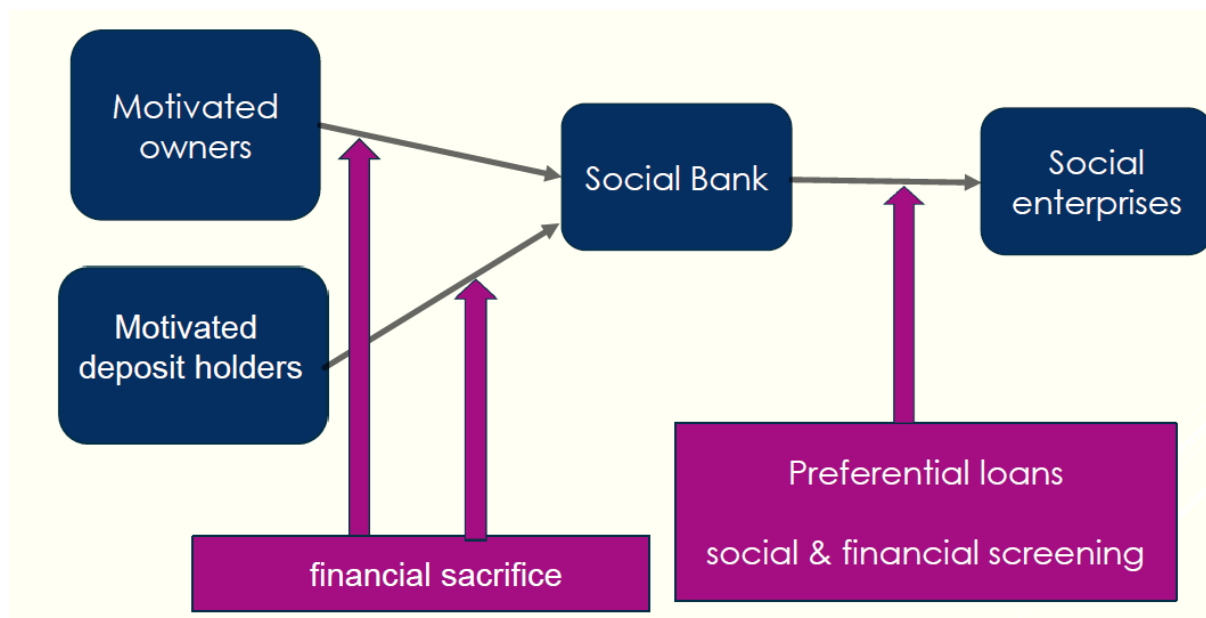 Motivated
owners
Social Bank
Social
enterprises
Motivated
deposit holders
financial sacrifice
Preferential loans
social & financial screening